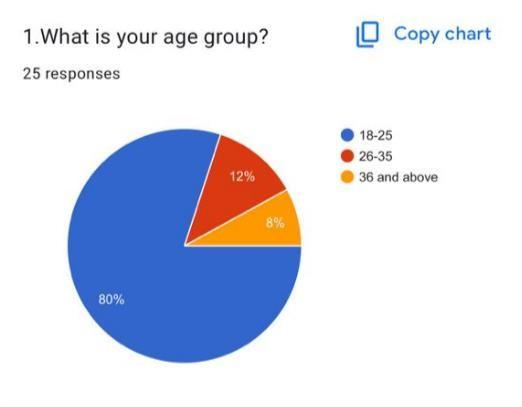 1.What is your age group?
Copy chart
25 responses
18-25
26-35
36 and above
12%
8%
80%